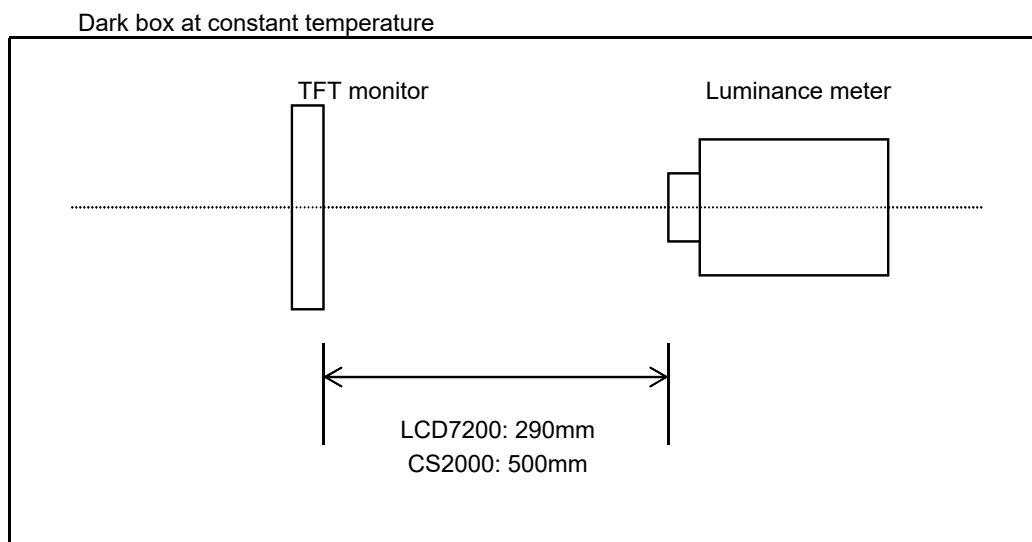 Dark box at constant temperature
TFT monitor
Luminance meter
LCD7200: 290mm
CS2000: 500mm